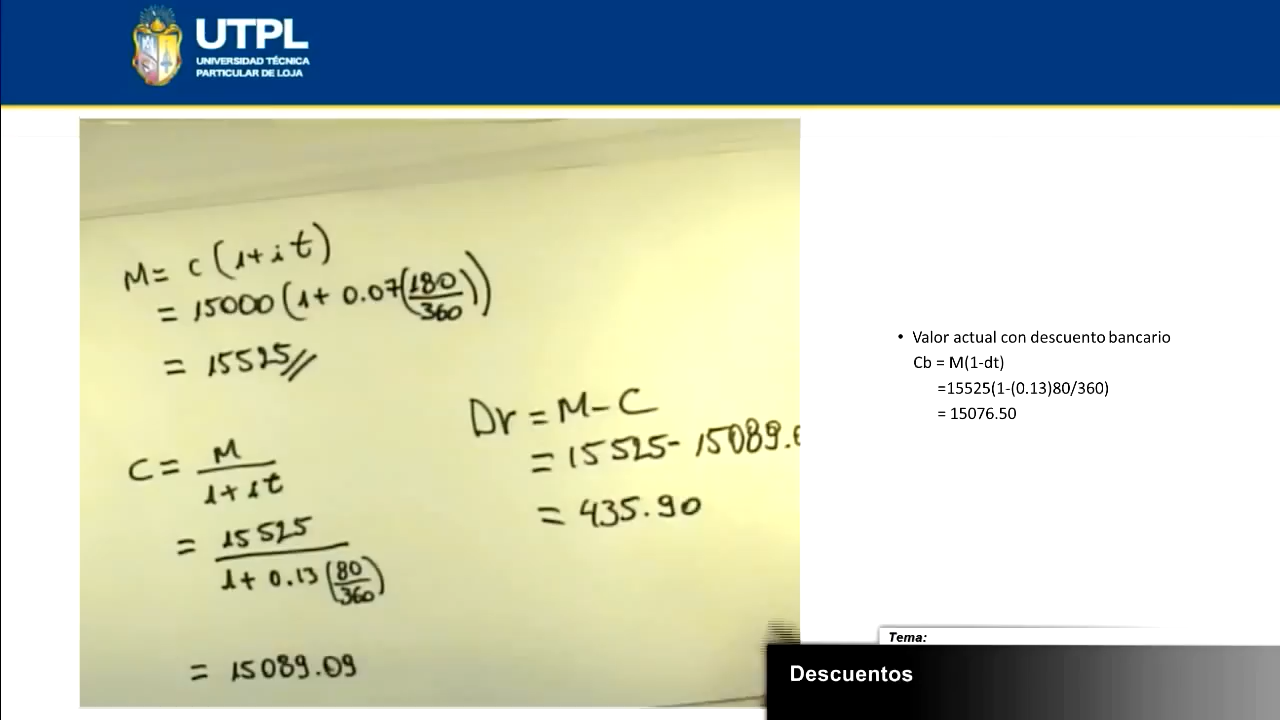 UTPL
UNIVERSIDAD TÉCNICA
PARTICULAR DE LOJA
M = C (1+ i t)
= 15000 (1+ 0.07(180/360))
= 15525//
C = M/(1+ i t)
= 15525/(1+ 0.13 (80/360))
= 15089.09
Dr = M - C
= 15525 - 15089.0
= 435.90
• Valor actual con descuento bancario
Cb = M(1-dt)
=15525(1-(0.13)80/360)
= 15076.50
Tema:
Descuentos